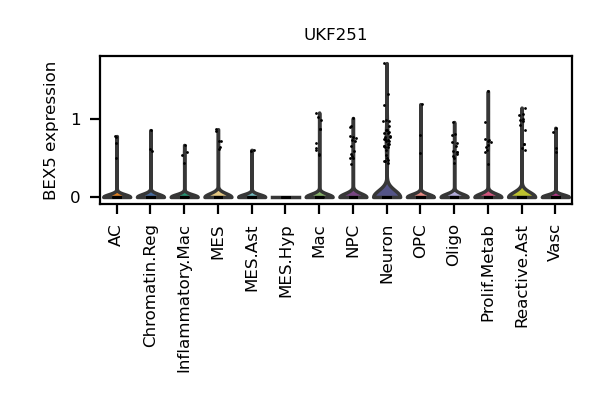 UKF251
BEX5 expression
1
0
AC
Chromatin.Reg
Inflammatory.Mac
MES
MES.Ast
MES.Hyp
Mac
NPC
Neuron
OPC
Oligo
Prolif.Metab
Reactive.Ast
Vasc